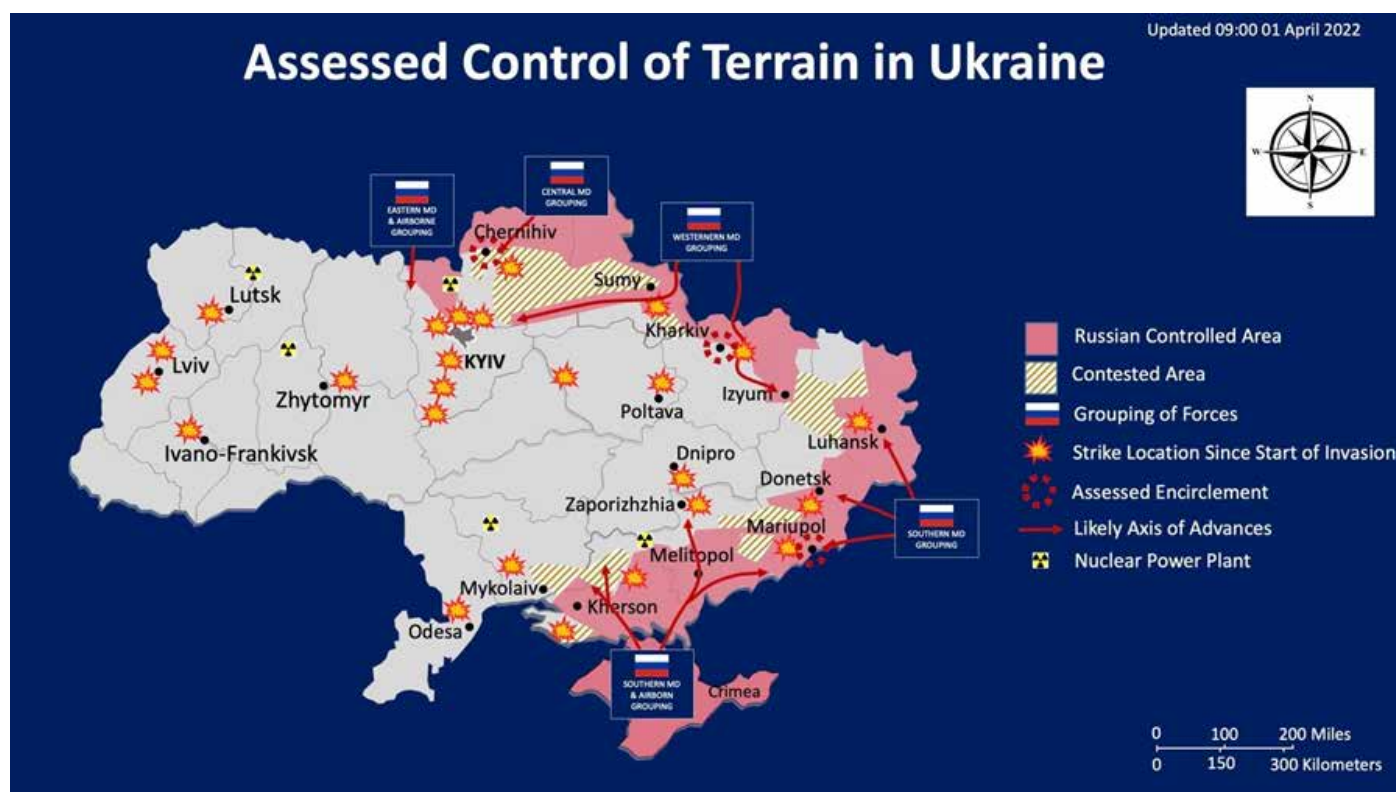 Updated 09:00 01 April 2022
Assessed Control of Terrain in Ukraine
N
W
E
S
CENTRAL MD
GROUPING
EASTERN MD
& AIRBORNE
GROUPING
WESTERNERN MD
GROUPING
Chernihiv
Sumy
Lutsk
Kharkiv
Lviv
KYIV
Zhytomyr
Poltava
Izyum
Ivano-Frankivsk
Luhansk
Dnipro
Donetsk
Zaporizhzhia
Mariupol
SOUTHERN MD
GROUPING
Melitopol
Mykolaiv
Kherson
Odesa
SOUTHERN MD
& AIRBORN
GROUPING
Crimea
Russian Controlled Area
Contested Area
Grouping of Forces
Strike Location Since Start of Invasion
Assessed Encirclement
Likely Axis of Advances
Nuclear Power Plant
0 100 200 Miles
0 150 300 Kilometers